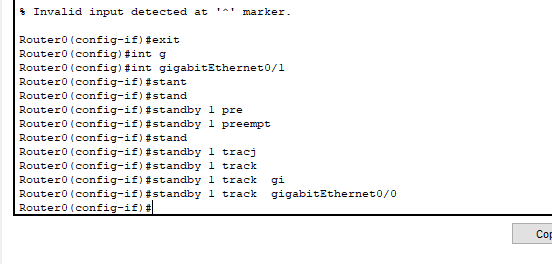 % Invalid input detected at '^' marker.
Router0(config-if)#exit
Router0(config)#int g
Router0(config)#int gigabitEthernet0/1
Router0(config-if)#stant
Router0(config-if)#stand
Router0(config-if)#standby 1 pre
Router0(config-if)#standby 1 preempt
Router0(config-if)#stand
Router0(config-if)#standby 1 tracj
Router0(config-if)#standby 1 track
Router0(config-if)#standby 1 track  gi
Router0(config-if)#standby 1 track  gigabitEthernet0/0
Router0(config-if)#